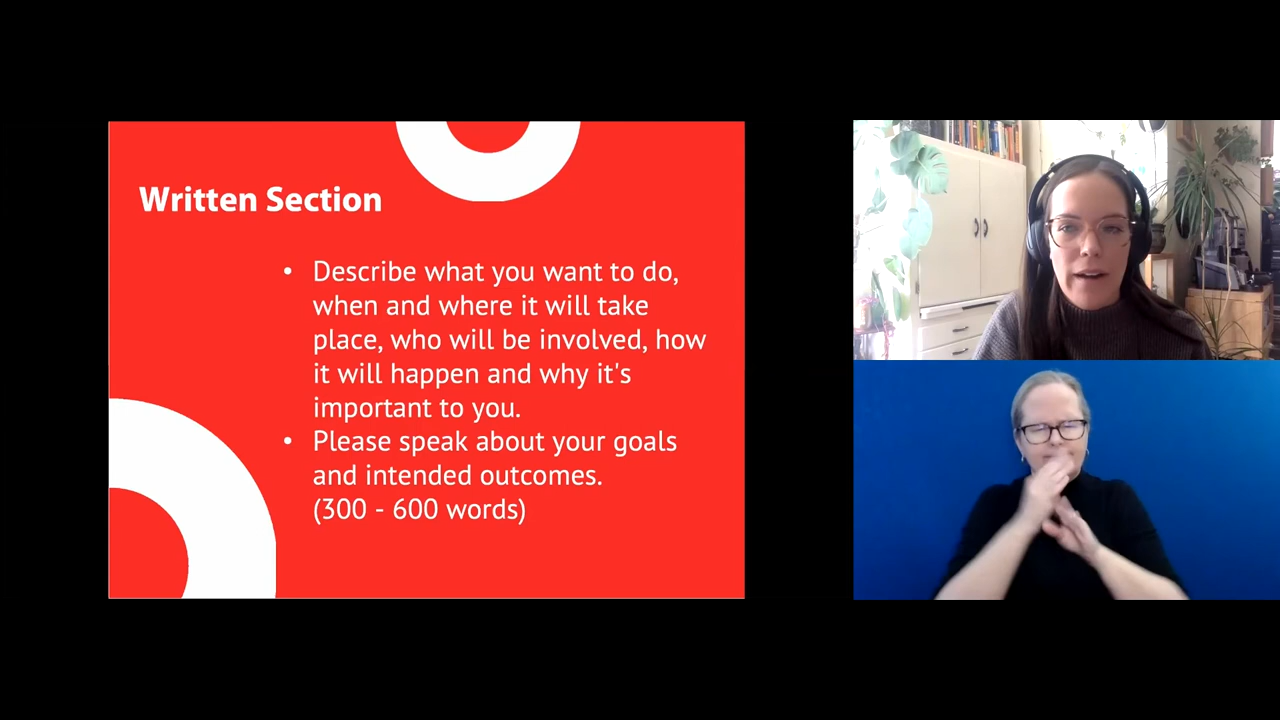 Written Section
• Describe what you want to do,
when and where it will take
place, who will be involved, how
it will happen and why it's
important to you.
• Please speak about your goals
and intended outcomes.
(300 - 600 words)